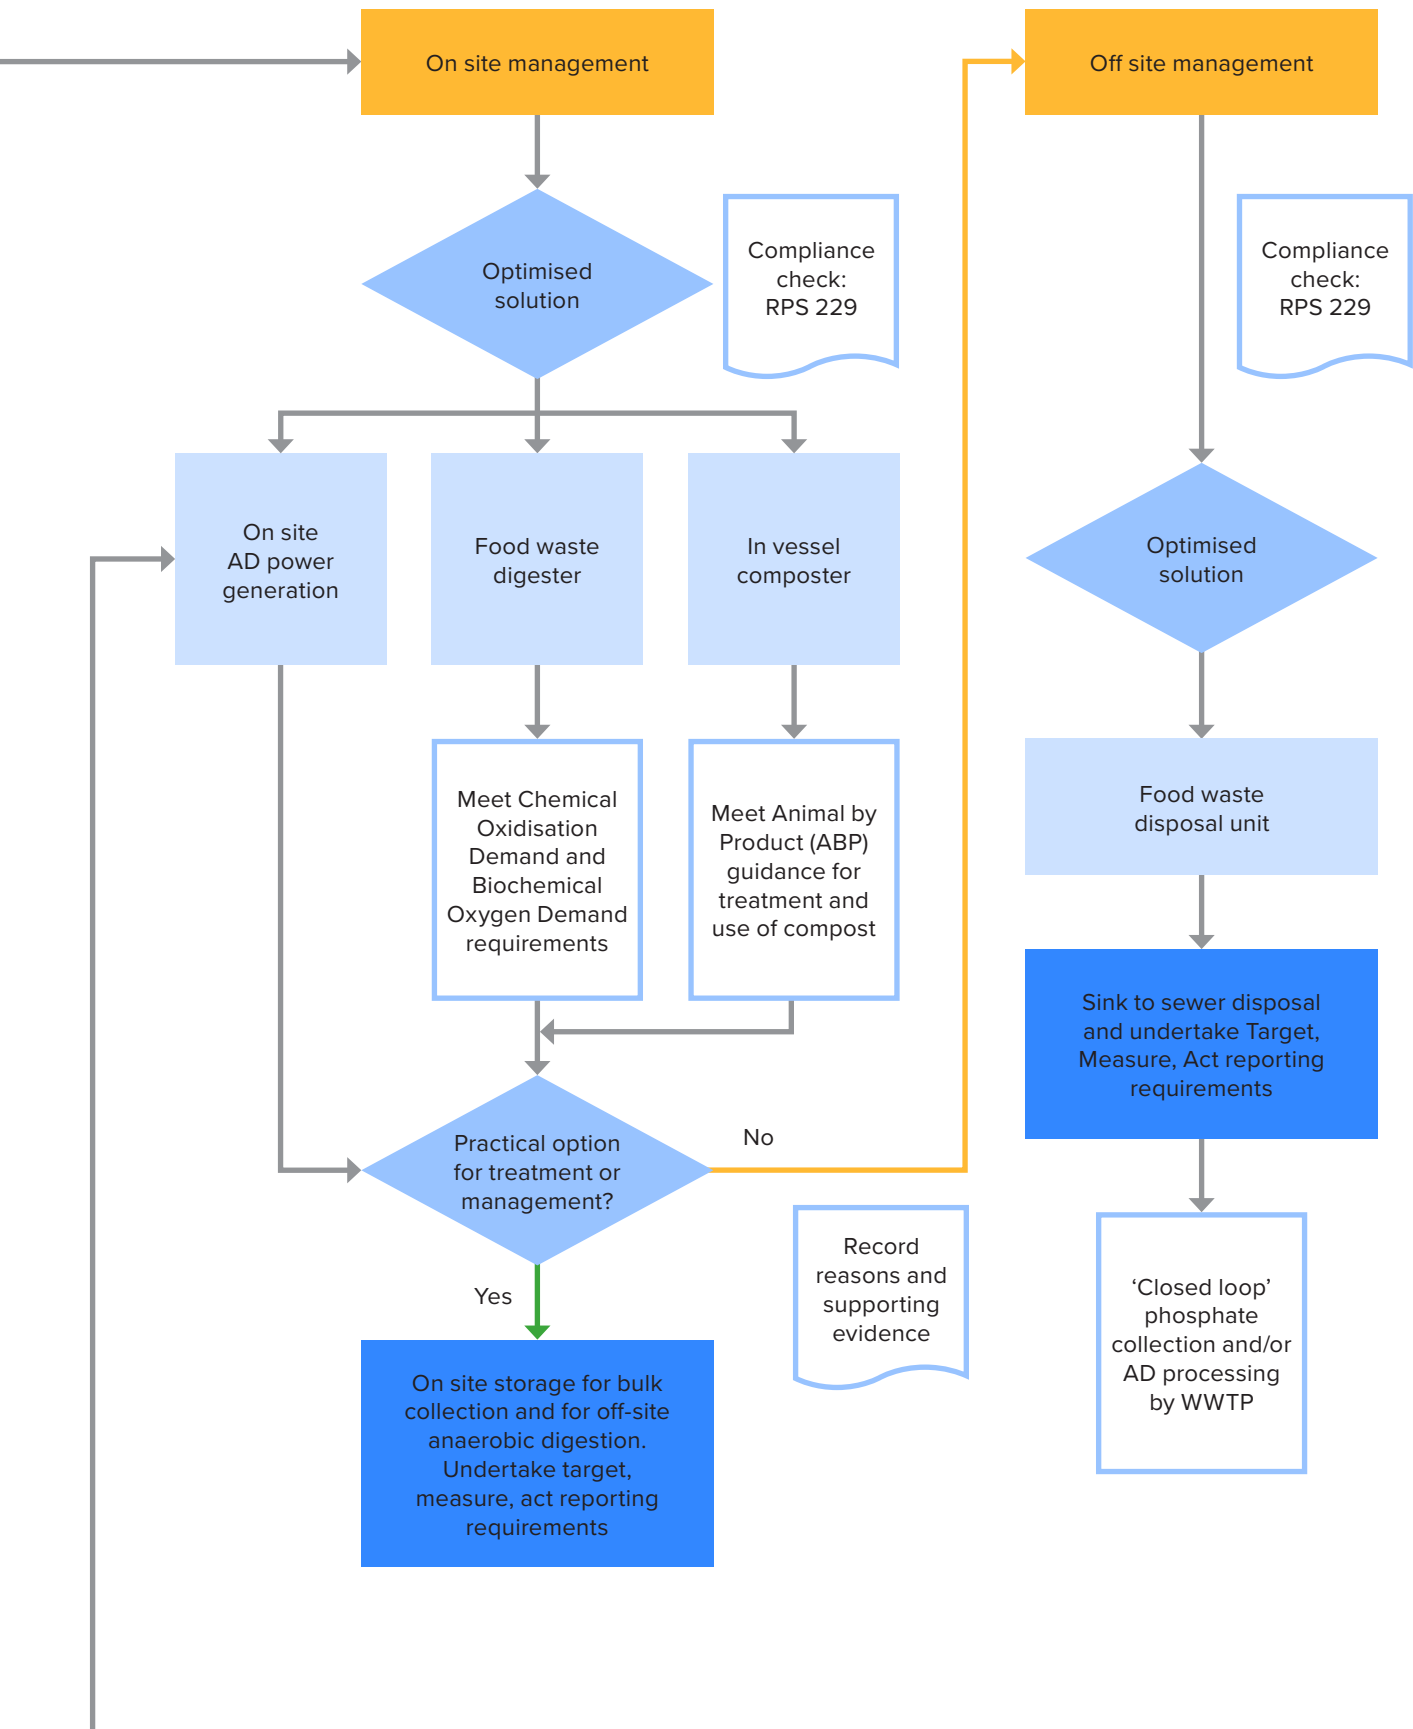 On site management
Off site management
Optimised
solution
Compliance
check:
RPS 229
Compliance
check:
RPS 229
On site
AD power
generation
Food waste
digester
In vessel
composter
Optimised
solution
Meet Chemical
Oxidisation
Demand and
Biochemical
Oxygen Demand
requirements
Meet Animal by
Product (ABP)
guidance for
treatment and
use of compost
Food waste
disposal unit
Sink to sewer disposal
and undertake Target,
Measure, Act reporting
requirements
Practical option
for treatment or
management?
No
Yes
Record
reasons and
supporting
evidence
‘Closed loop’
phosphate
collection and/or
AD processing
by WWTP
On site storage for bulk
collection and for off-site
anaerobic digestion.
Undertake target,
measure, act reporting
requirements